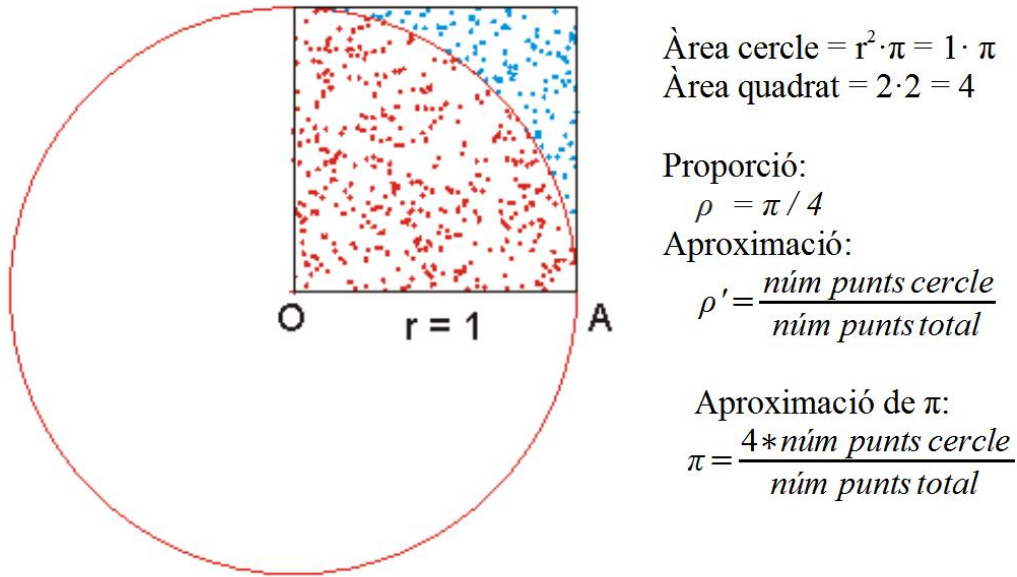 Àrea cercle = r²·π = 1· π
Àrea quadrat = 2·2 = 4
Proporció:
ρ = π / 4
Aproximació:
ρ'= núm punts cercle
núm punts total
O r = 1 A
Aproximació de π:
π= 4*núm punts cercle
núm punts total